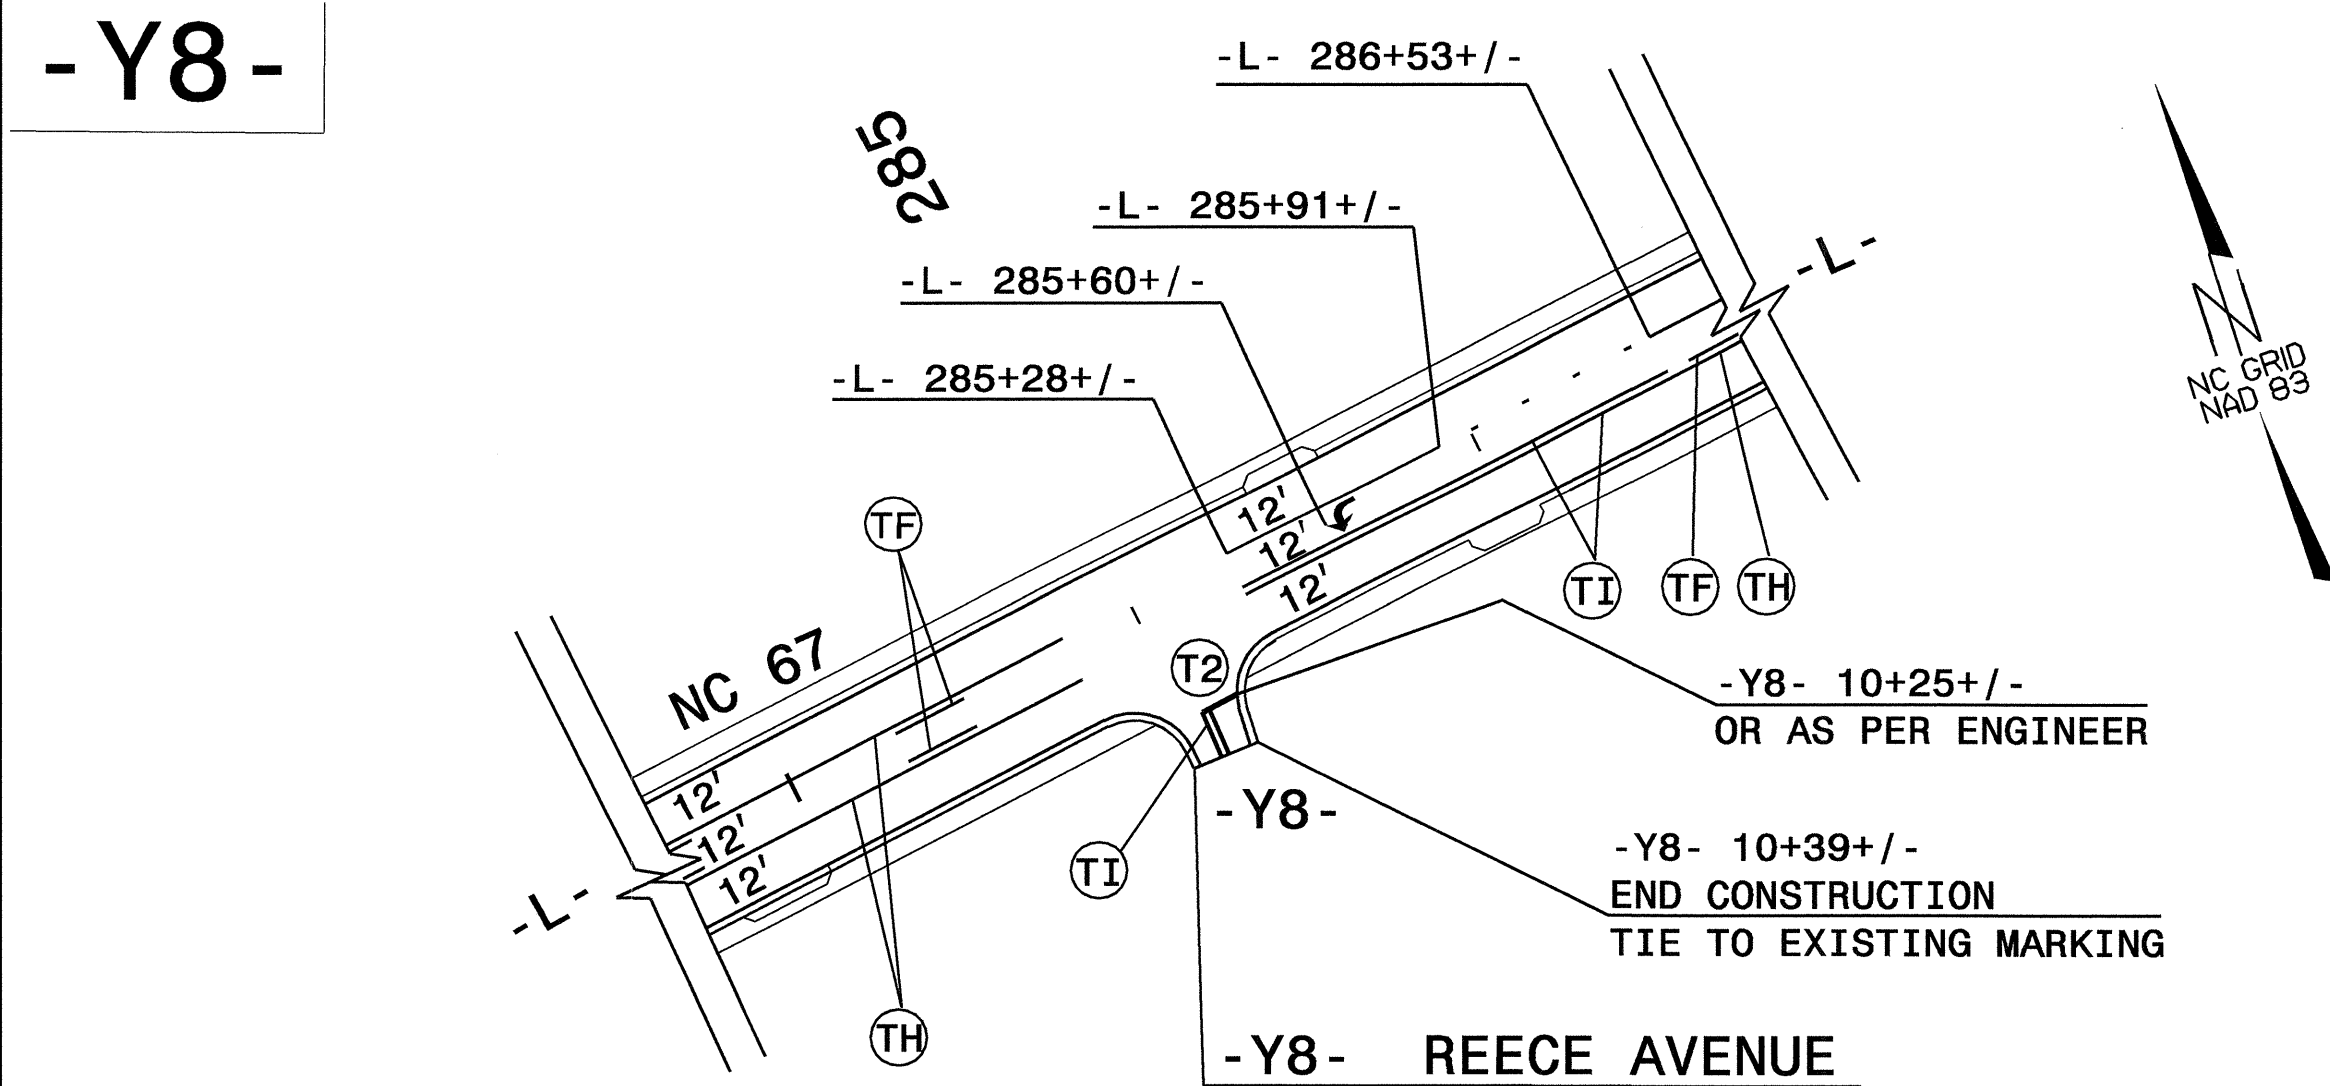 -Y8-
-L- 286+53+/-
285
-L- 285+91+/-
-L-
-L- 285+60+/-
NC GRID
NAD 83
-L- 285+28+/-
12'
12'
12'
TF
TI
TF
TH
NC 67
T2
-Y8- 10+25+/-
OR AS PER ENGINEER
12'
12'
12'
-Y8-
-Y8- 10+39+/-
END CONSTRUCTION
TIE TO EXISTING MARKING
TI
-L-
TH
-Y8- REECE AVENUE